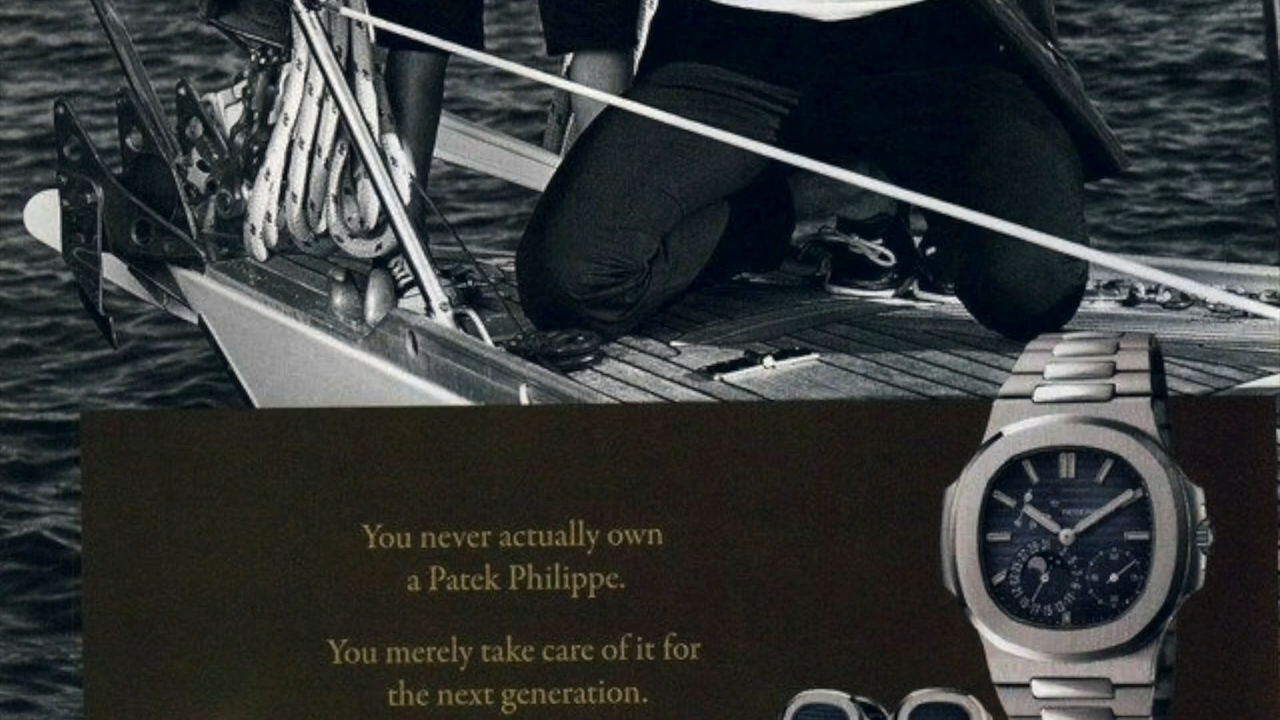 You never actually own
a Patek Philippe.
You merely take care of it for
the next generation.